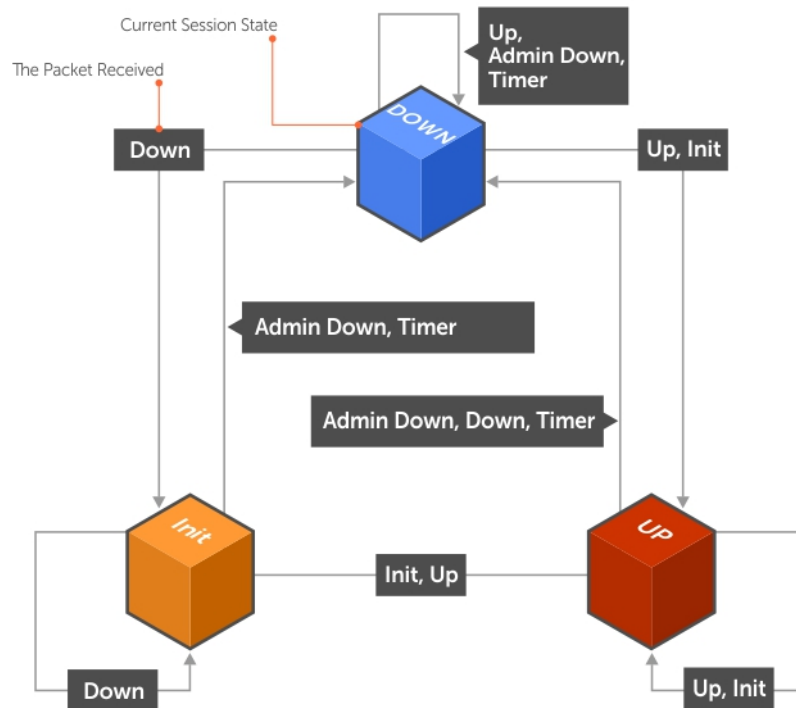 Current Session State
The Packet Received
Up,
Admin Down,
Timer
DOWN
Down
Up, Init
Admin Down, Timer
Admin Down, Down, Timer
Init
UP
Init, Up
Down
Up, Init